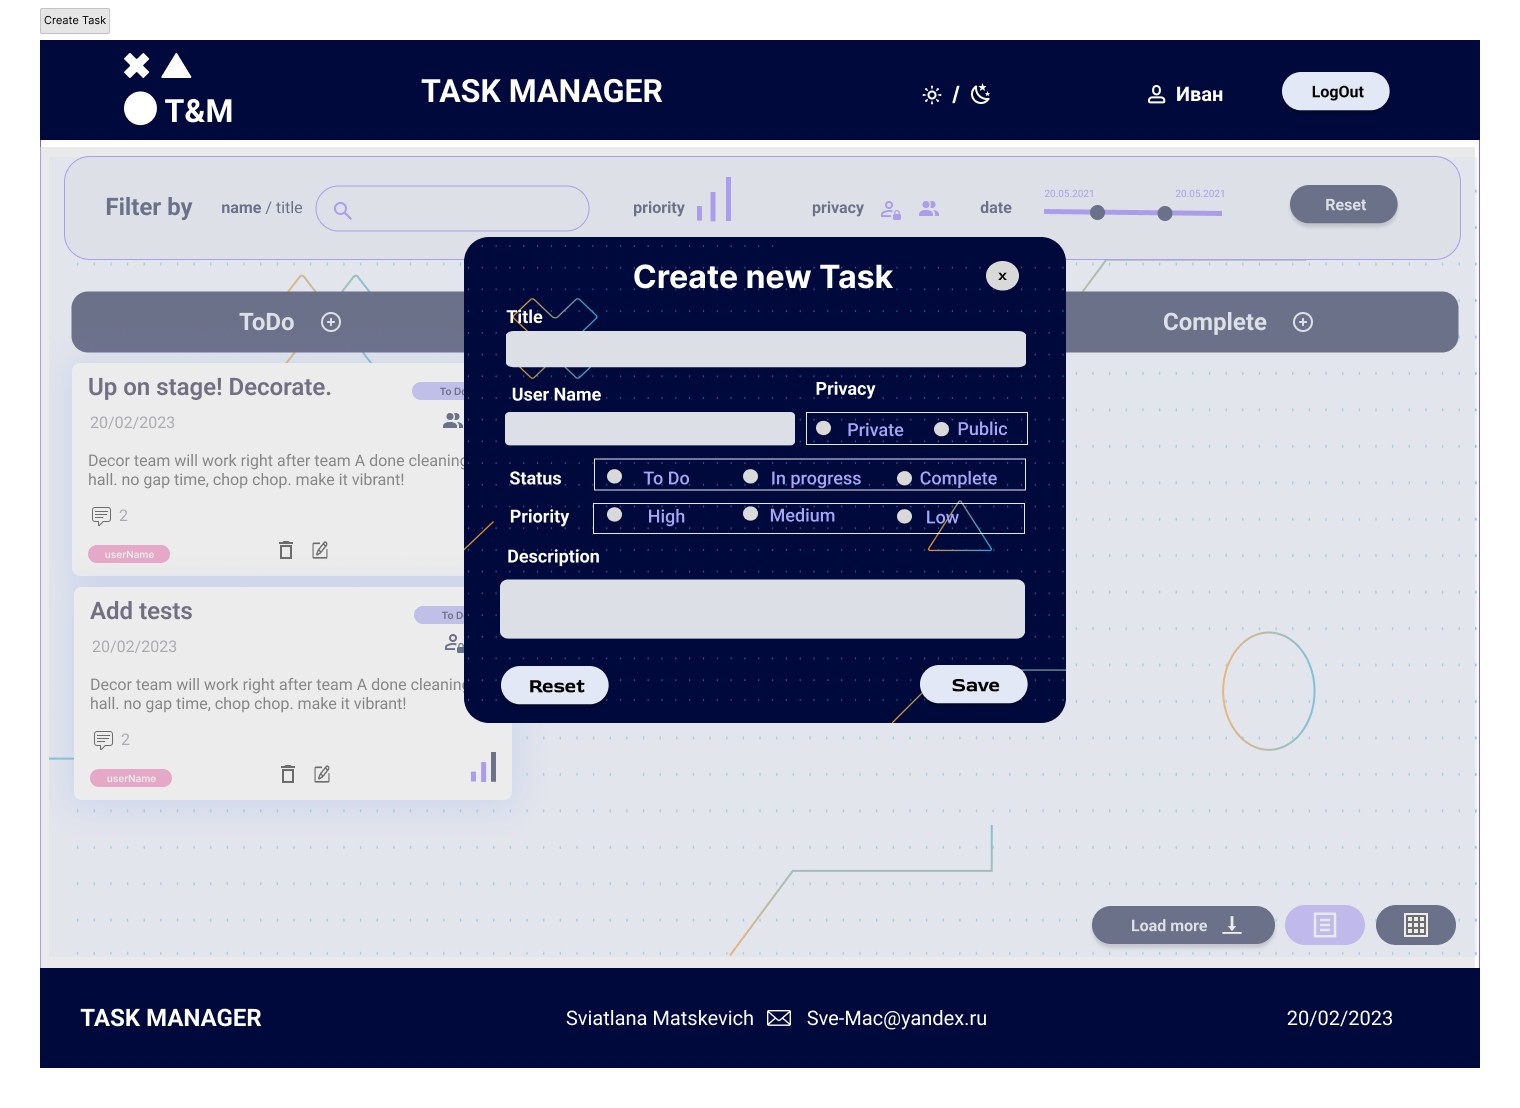 Create Task
T&M
TASK MANAGER
/
Иван
LogOut
Filter by
name / title
priority
privacy
date
20.05.2021
20.05.2021
Reset
ToDo
Complete
Up on stage! Decorate.
To Do
20/02/2023
Decor team will work right after team A done cleaning
hall. no gap time, chop chop. make it vibrant!
2
userName
Add tests
To D
20/02/2023
Decor team will work right after team A done cleaning
hall. no gap time, chop chop. make it vibrant!
2
userName
Create new Task
x
Title
User Name
Privacy
Private
Public
Status
To Do
In progress
Complete
Priority
High
Medium
Low
Description
Reset
Save
Load more
TASK MANAGER
Sviatlana Matskevich
Sve-Mac@yandex.ru
20/02/2023